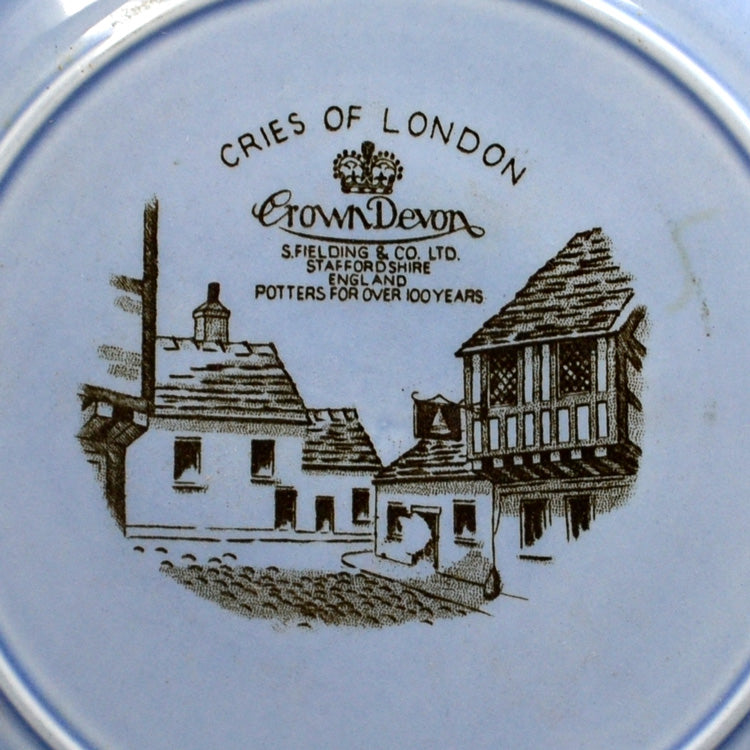 CRIES OF LONDON
Crown Devon
S. FIELDING & CO. LTD.
STAFFORDSHIRE
ENGLAND
POTTERS FOR OVER 100 YEARS